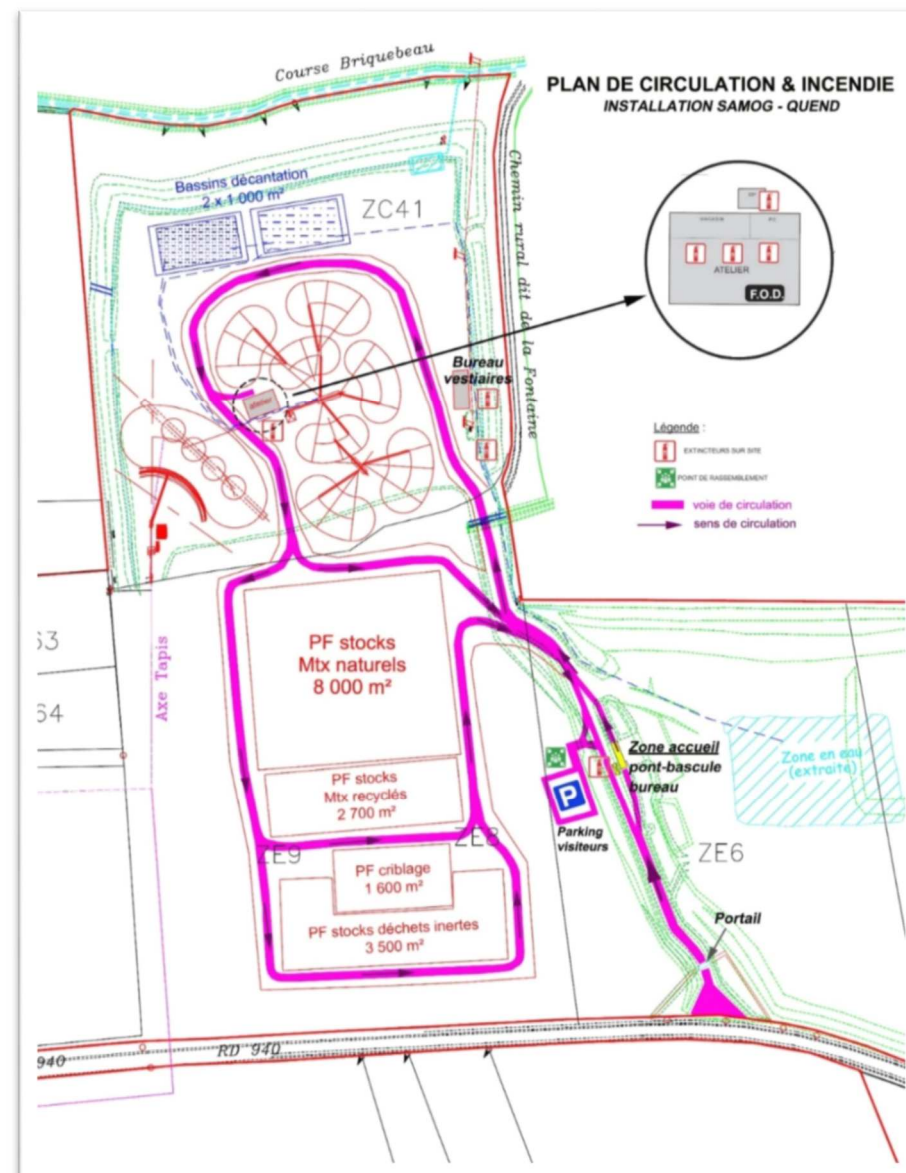 Course Briquebeau
PLAN DE CIRCULATION & INCENDIE
INSTALLATION SAMOG - QUEND
Bassins décantation
2 x 1 000 m²
ZC41
Chemin rural dit de la Fontaine
ATELIER
F.O.D.
Bureau
vestiaires
atelier
Légende :
EXTINCTEURS SUR SITE
POINT DE RASSEMBLEMENT
voie de circulation
sens de circulation
PF stocks
Mtx naturels
8 000 m²
63
64
Axe Tapis
PF stocks
Mtx recyclés
2 700 m²
Zone accueil
pont-bascule
bureau
Zone en eau
(extraite)
P
Parking
visiteurs
ZE9
ZE8
ZE6
PF criblage
1 600 m²
PF stocks déchets inertes
3 500 m²
Portail
940
RD 940